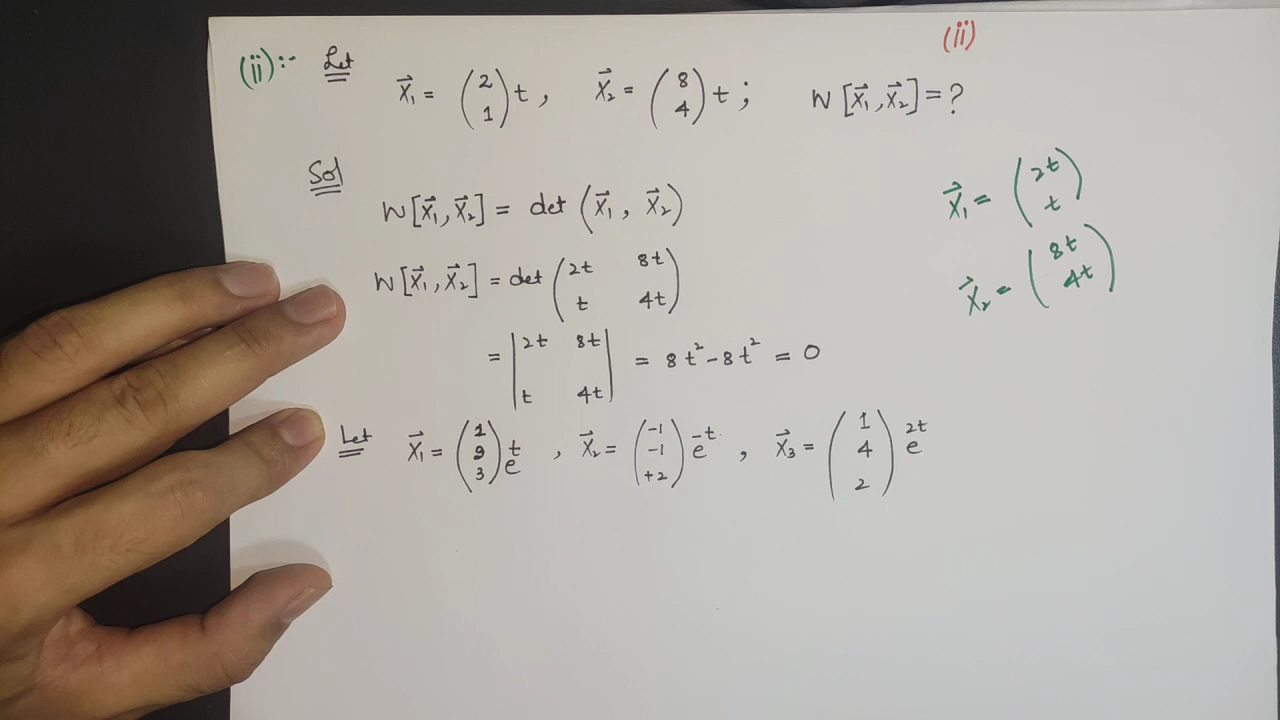 (ii)
(ii):- Let
X⃗₁ = (2 1) t , X⃗₂ = (8 4) t ; W [X⃗₁ ,X⃗₂] = ?
Sol
W [X⃗₁, X⃗₂] = det (X⃗₁ , X⃗₂)
X⃗₁ = (2t t)
W [X⃗₁, X⃗₂] = det (2t 8t t 4t)
X⃗₂ = (8t 4t)
= |2t 8t t 4t| = 8t² - 8t² = 0
Let X⃗₁ = (1 9 3) eᵗ , X⃗₂ = (-1 -1 +2) e⁻ᵗ , X⃗₃ = (1 4 2) e²ᵗ